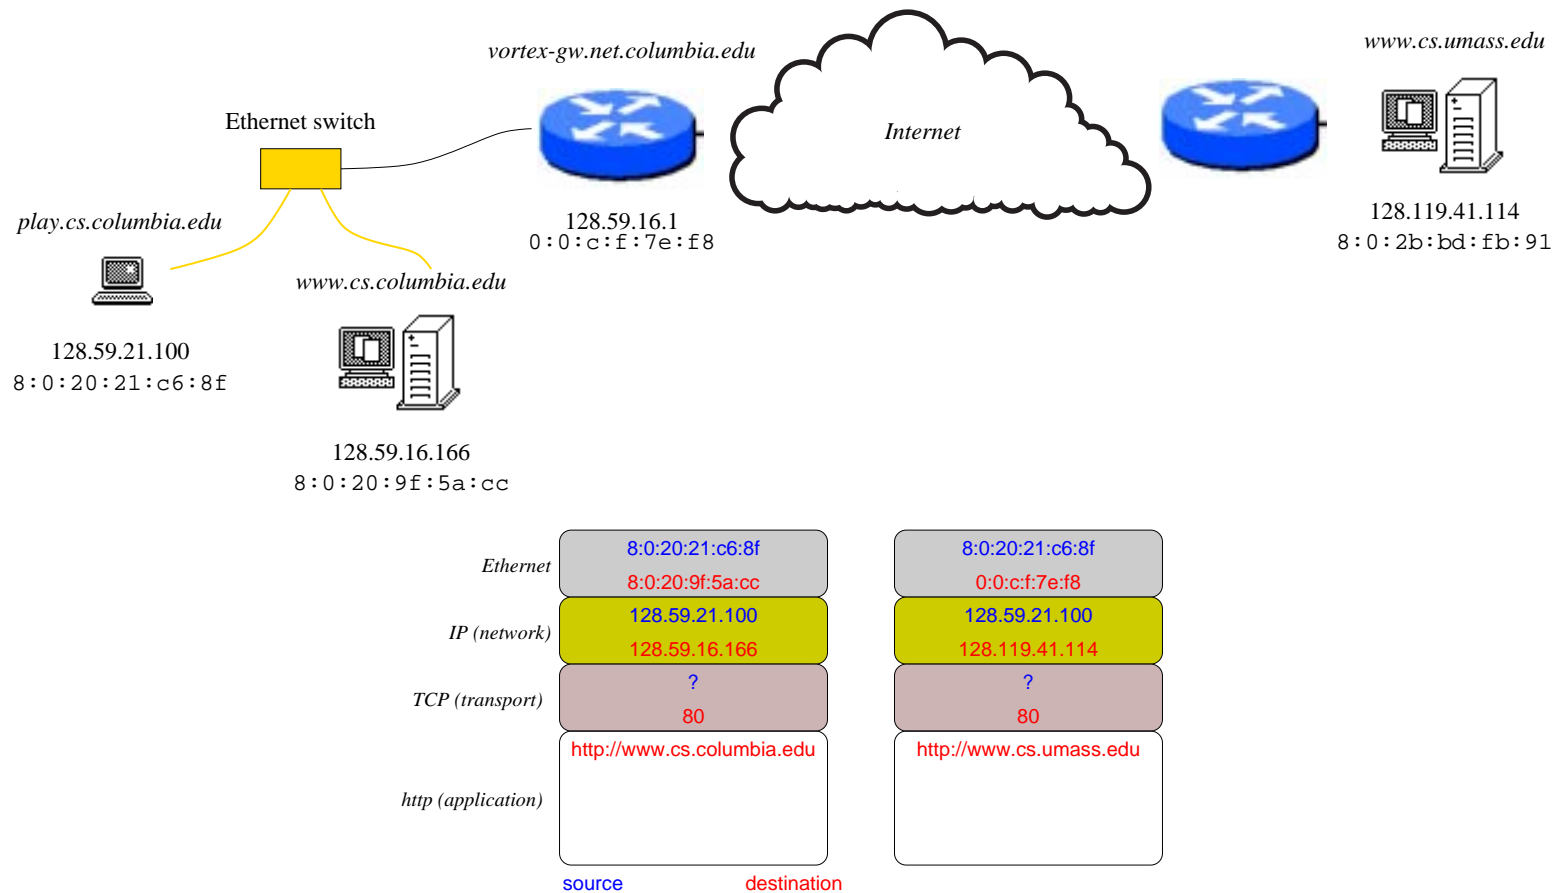 www.cs.umass.edu
vortex-gw.net.columbia.edu
Ethernet switch
Internet
play.cs.columbia.edu
128.59.16.1
0:0:c:f:7e:f8
128.119.41.114
8:0:2b:bd:fb:91
www.cs.columbia.edu
128.59.21.100
8:0:20:21:c6:8f
128.59.16.166
8:0:20:9f:5a:cc
Ethernet
8:0:20:21:c6:8f
8:0:20:9f:5a:cc
8:0:20:21:c6:8f
0:0:c:f:7e:f8
IP (network)
128.59.21.100
128.59.16.166
128.59.21.100
128.119.41.114
TCP (transport)
?
80
?
80
http (application)
http://www.cs.columbia.edu
http://www.cs.umass.edu
source
destination